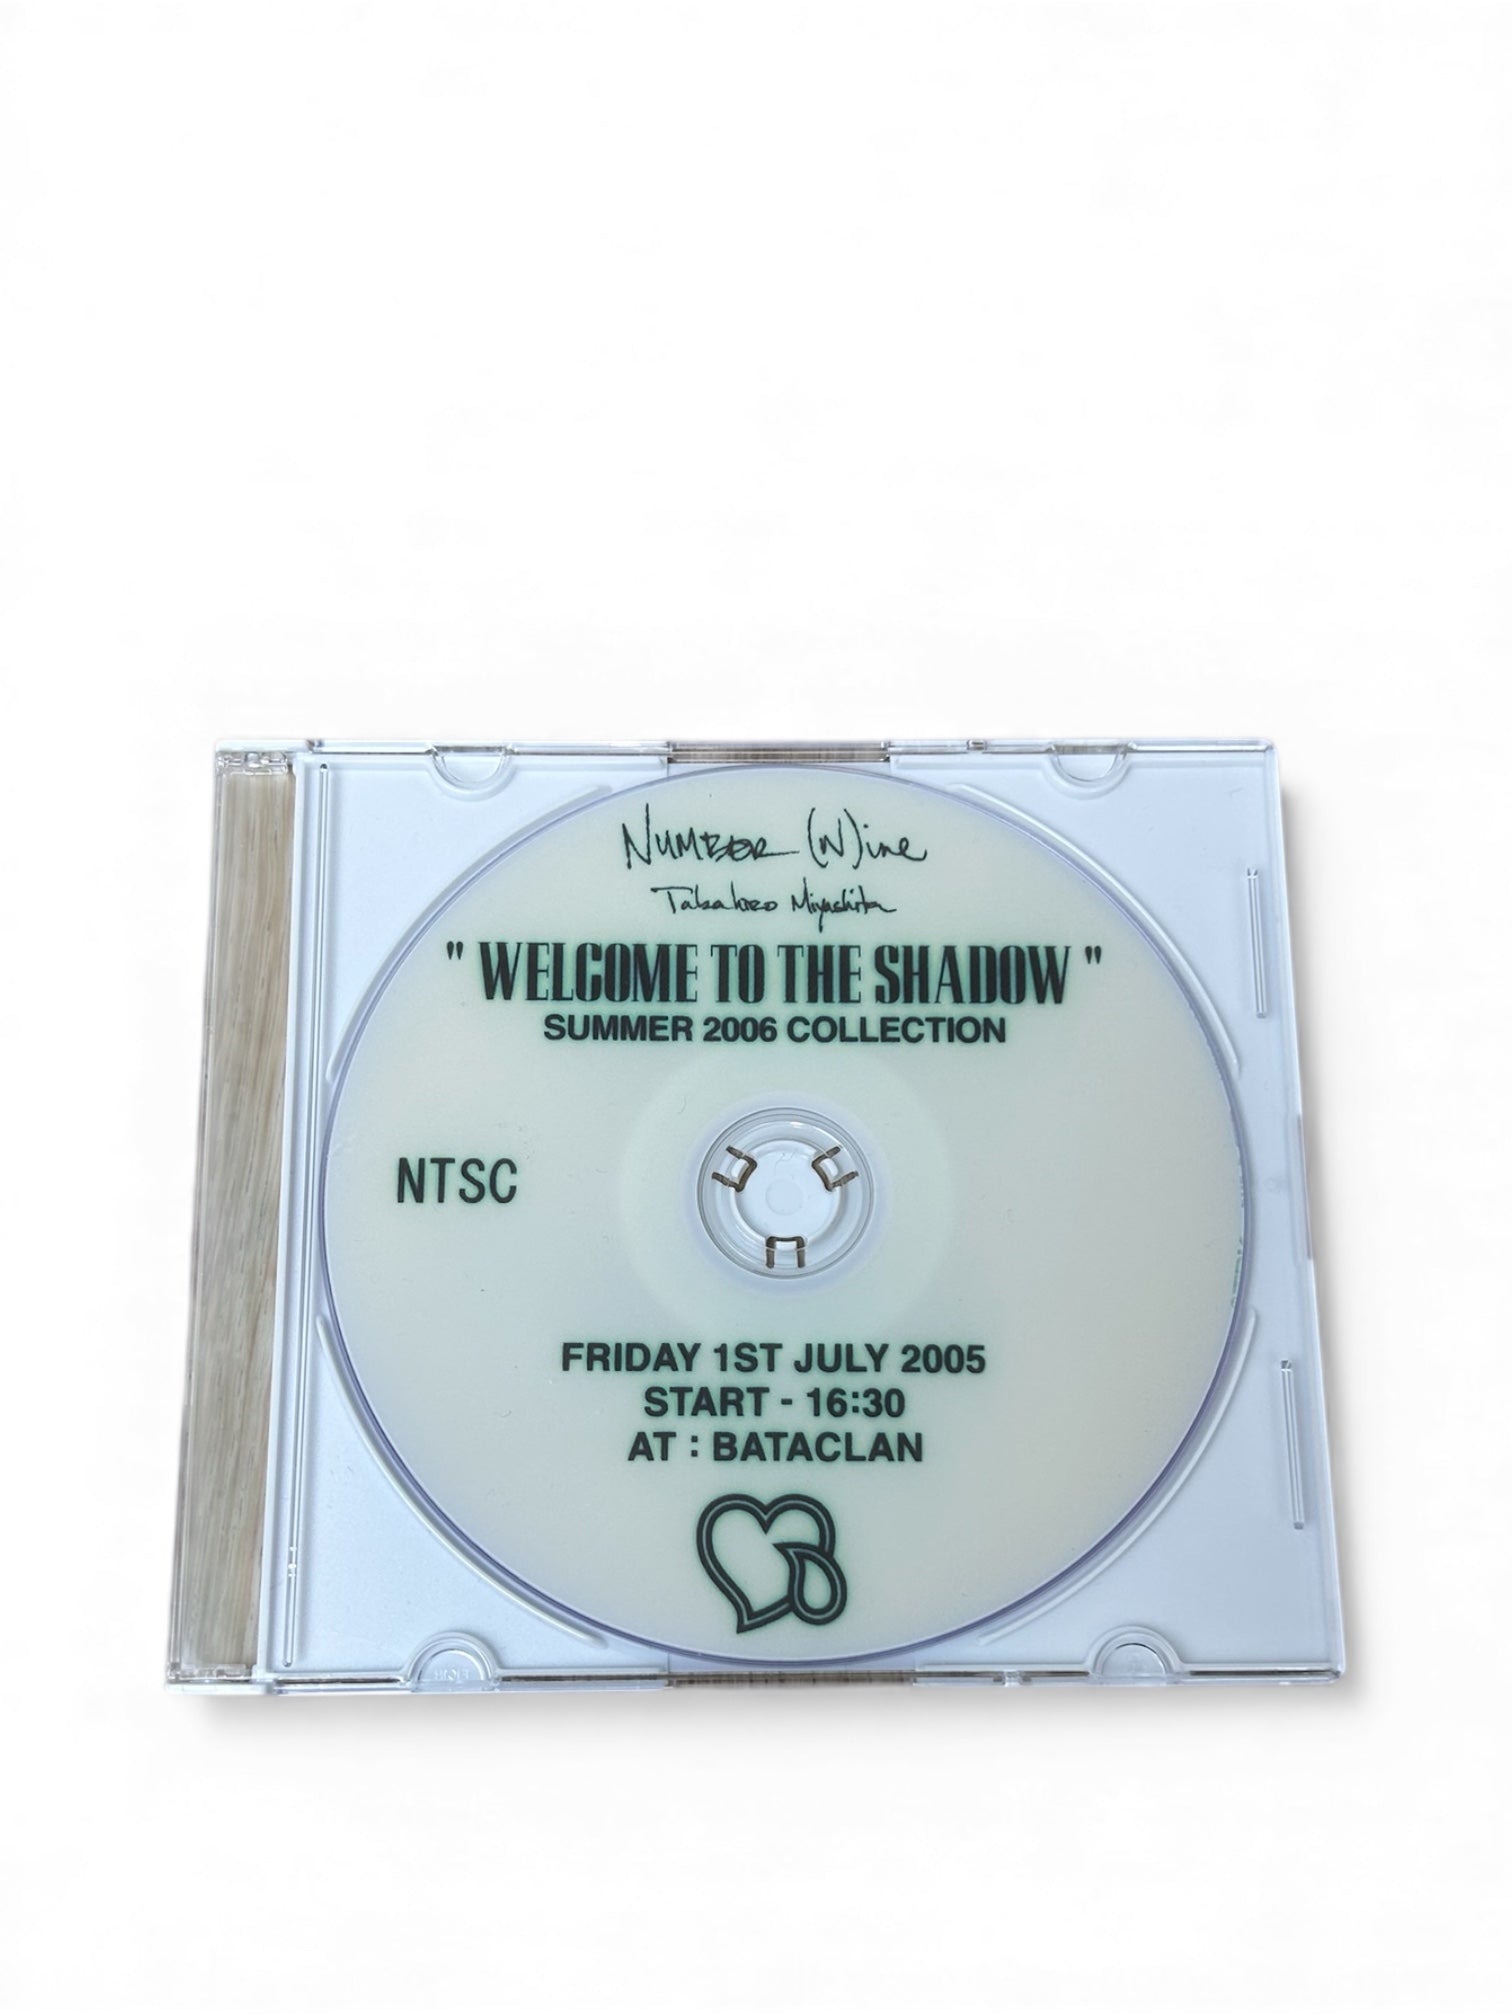 NUMBER (N)ine
Takahiro Miyashita
" WELCOME TO THE SHADOW "
SUMMER 2006 COLLECTION
NTSC
FRIDAY 1ST JULY 2005
START - 16:30
AT : BATACLAN